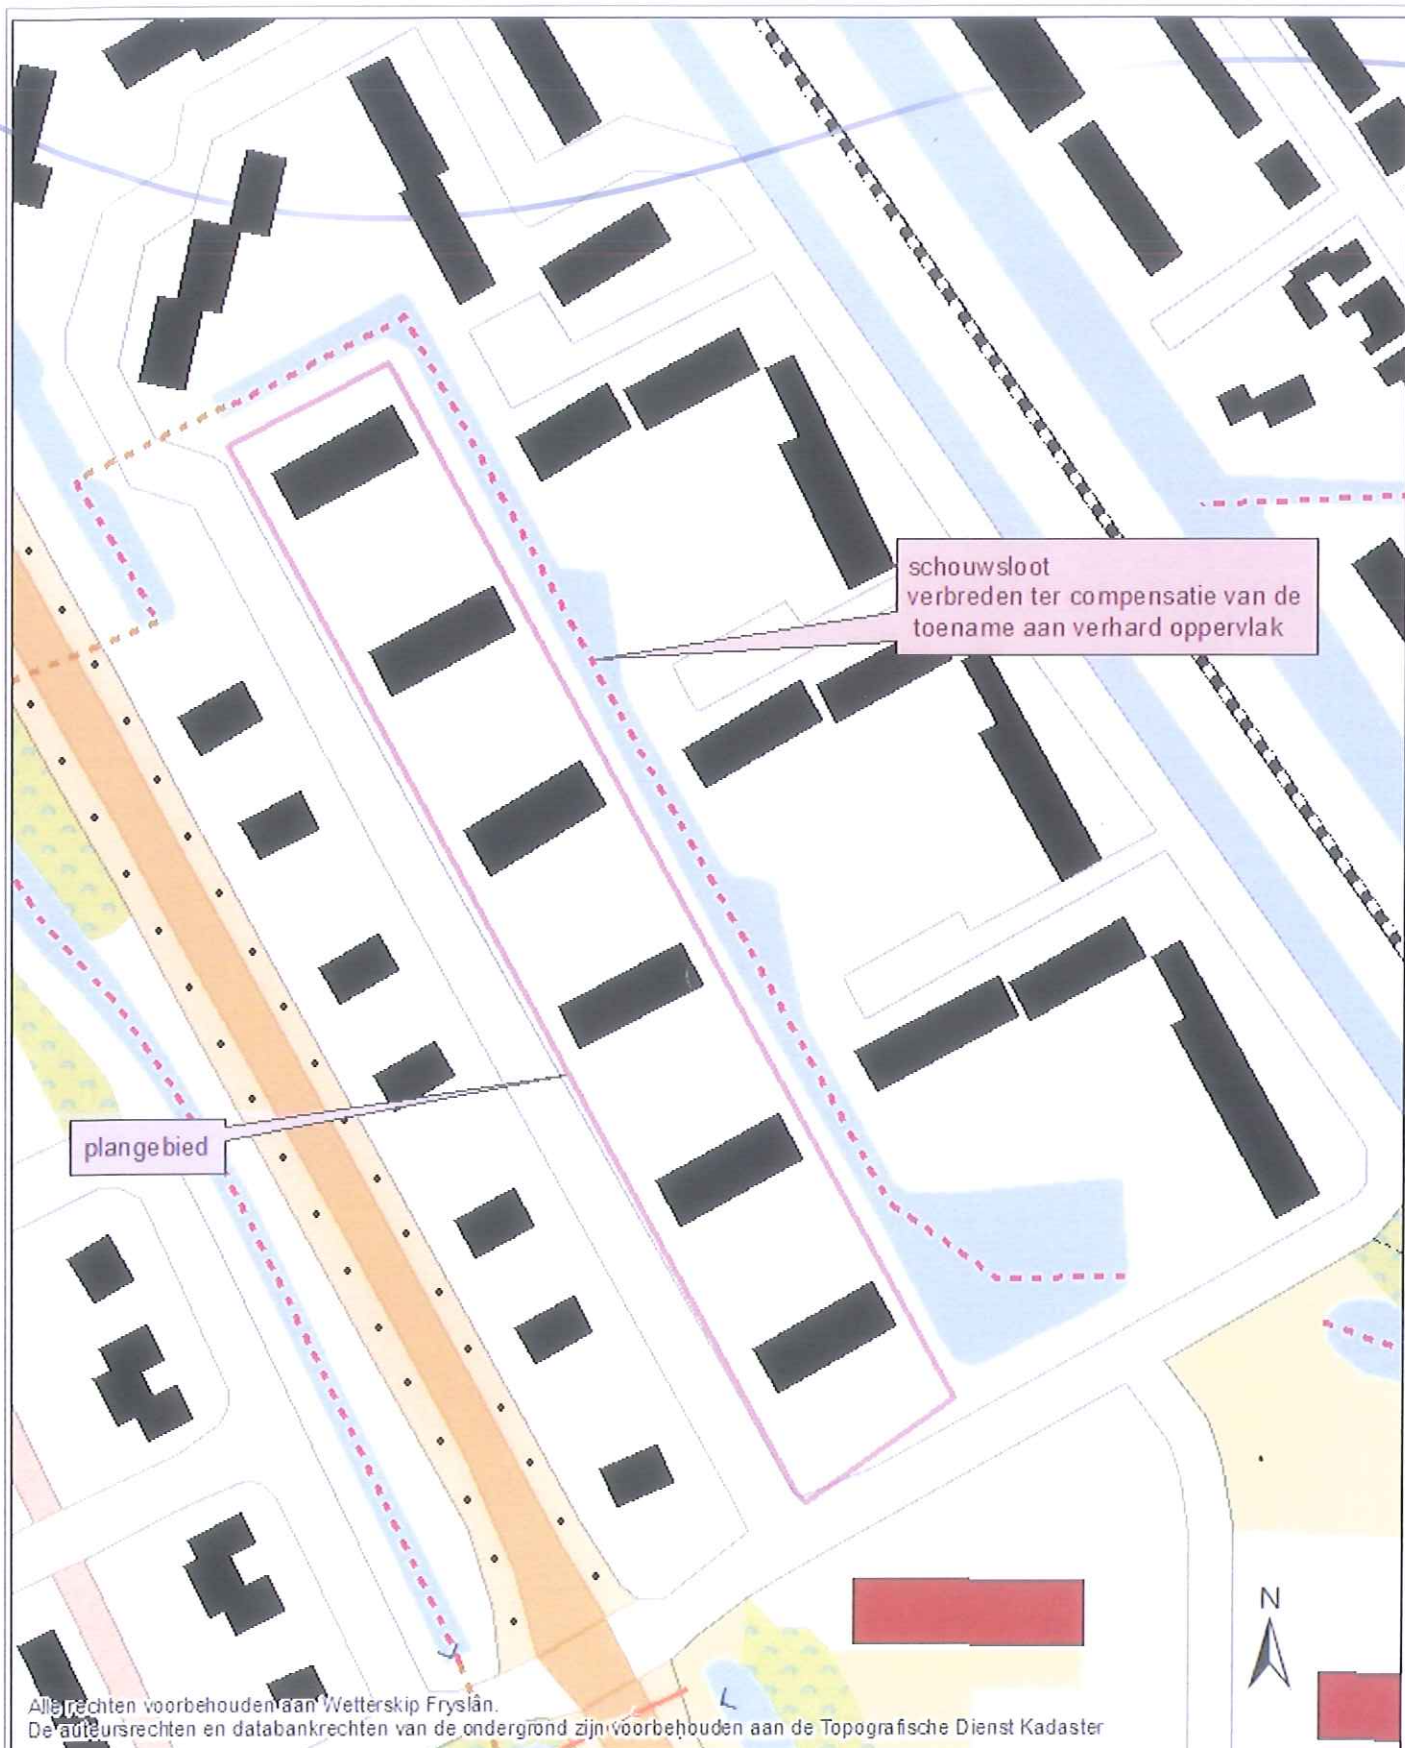 schouwsloot
verbreden ter compensatie van de
toename aan verhard oppervlak
plangebied
N
Alle rechten voorbehouden aan Wetterskip Fryslân.
De auteursrechten en databankrechten van de ondergrond zijn voorbehouden aan de Topografische Dienst Kadaster